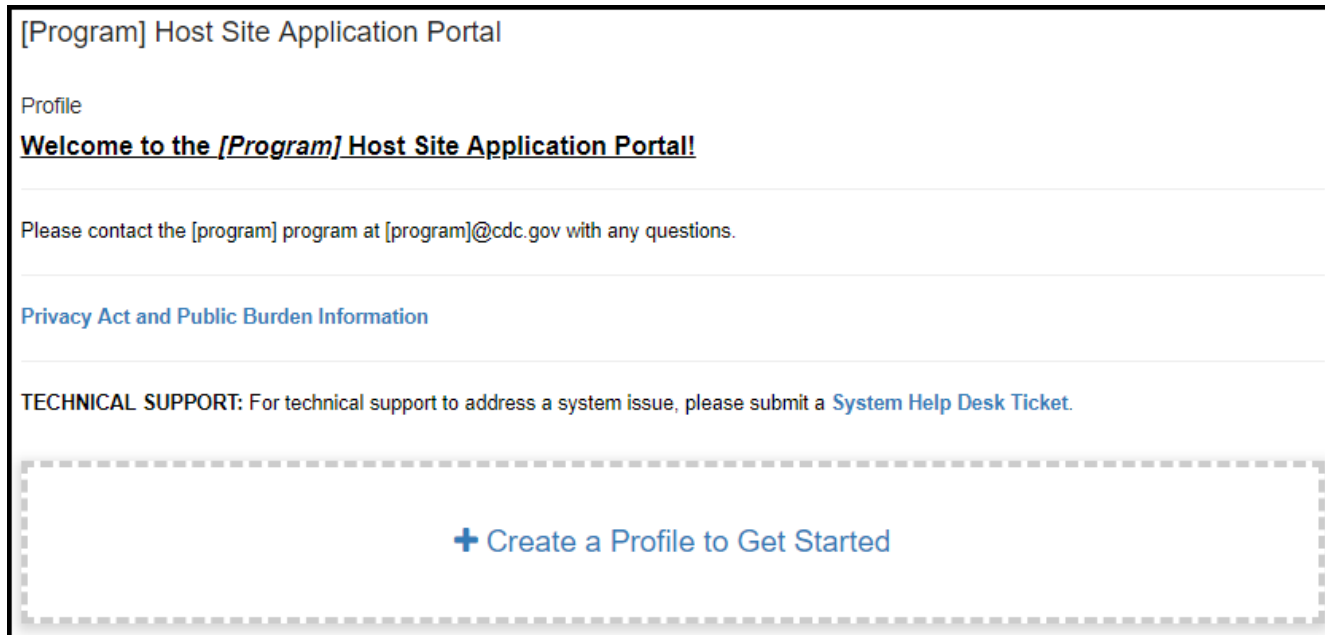 [Program] Host Site Application Portal
Profile
Welcome to the [Program] Host Site Application Portal!
Please contact the [program] program at [program]@cdc.gov with any questions.
Privacy Act and Public Burden Information
TECHNICAL SUPPORT: For technical support to address a system issue, please submit a System Help Desk Ticket.
+ Create a Profile to Get Started